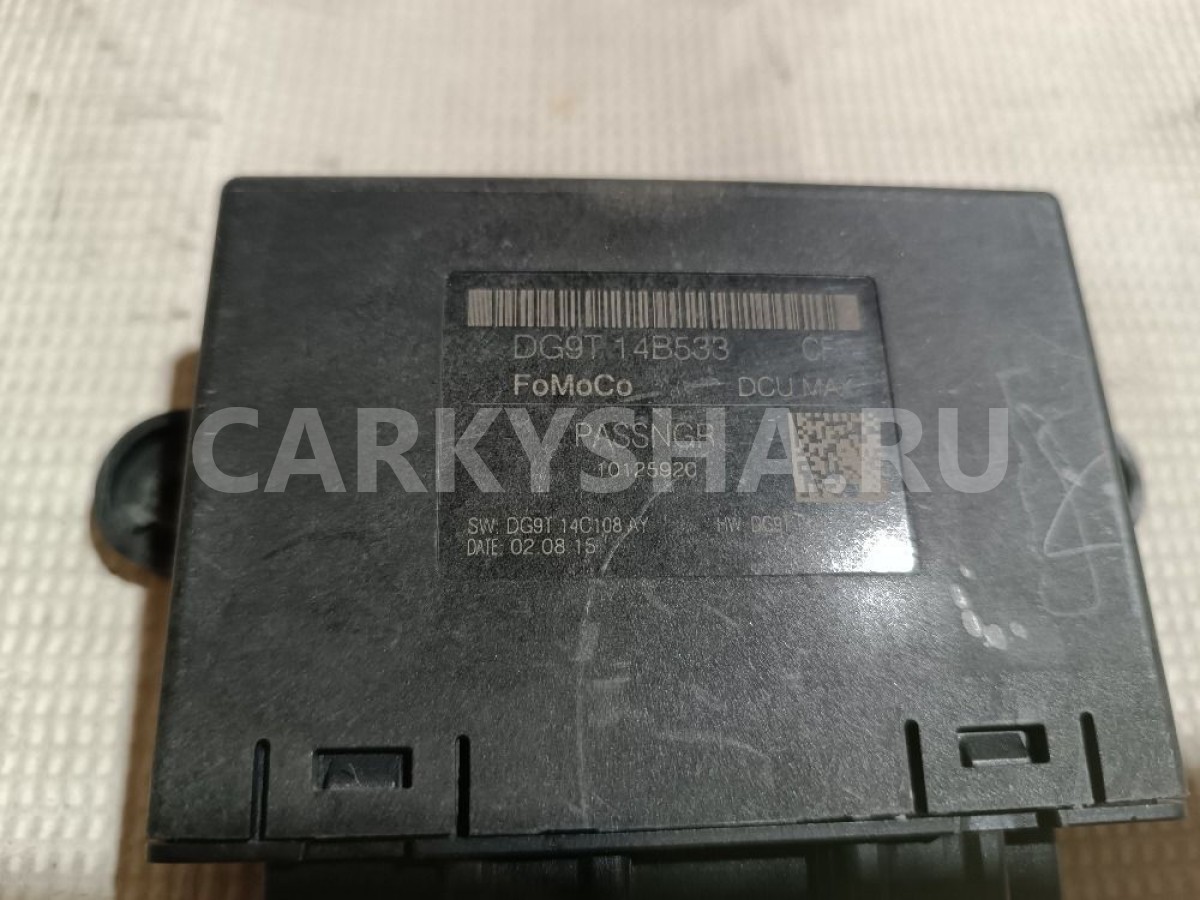 DG9T 14B533 CF
FoMoCo DCU MAX
CARKYSHA.RU
PASSNGR
10125920
SW: DG9T 14C108 AY HW:
DATE: 02.08.15